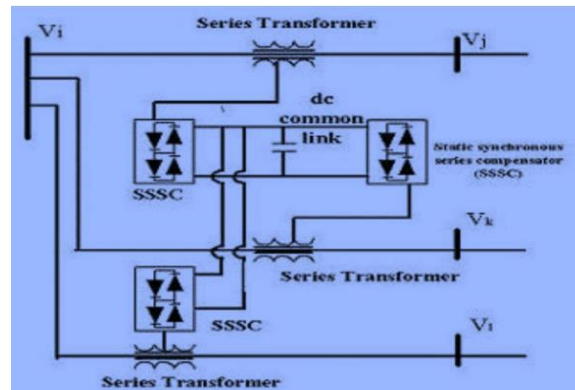 Series Transformer
Vi
Vj
dc
common
link
SSSC
Static synchronous
series compensator
(SSSC)
Vk
Series Transformer
SSSC
Vl
Series Transformer